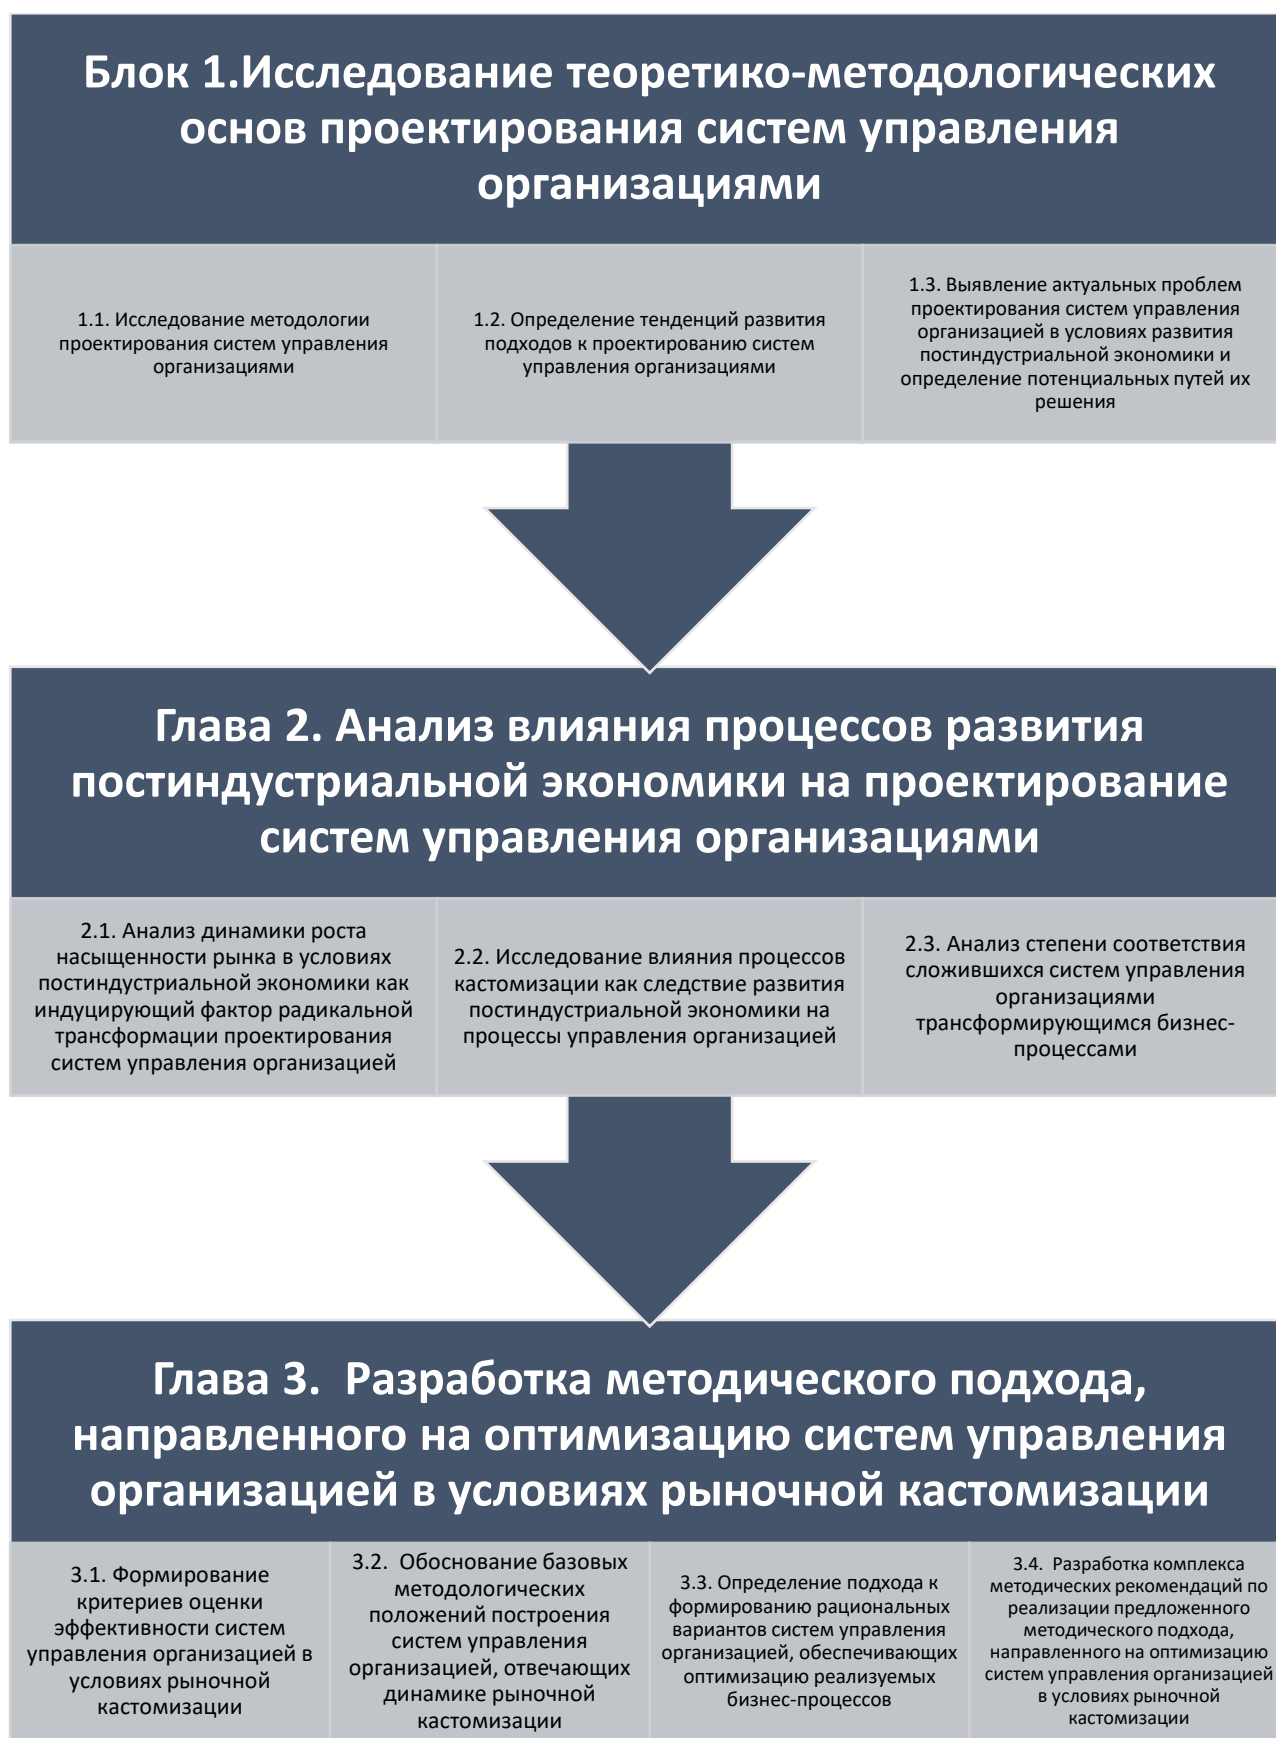 Блок 1.Исследование теоретико-методологических
основ проектирования систем управления
организациями
1.1. Исследование методологии
проектирования систем управления
организациями
1.2. Определение тенденций развития
подходов к проектированию систем
управления организациями
1.3. Выявление актуальных проблем
проектирования систем управления
организацией в условиях развития
постиндустриальной экономики и
определение потенциальных путей их
решения
Глава 2. Анализ влияния процессов развития
постиндустриальной экономики на проектирование
систем управления организациями
2.1. Анализ динамики роста
насыщенности рынка в условиях
постиндустриальной экономики как
индуцирующий фактор радикальной
трансформации проектирования
систем управления организацией
2.2. Исследование влияния процессов
кастомизации как следствие развития
постиндустриальной экономики на
процессы управления организацией
2.3. Анализ степени соответствия
сложившихся систем управления
организациями
трансформирующимся бизнес-
процессами
Глава 3.  Разработка методического подхода,
направленного на оптимизацию систем управления
организацией в условиях рыночной кастомизации
3.1. Формирование
критериев оценки
эффективности систем
управления организацией в
условиях рыночной
кастомизации
3.2.  Обоснование базовых
методологических
положений построения
систем управления
организацией, отвечающих
динамике рыночной
кастомизации
3.3. Определение подхода к
формированию рациональных
вариантов систем управления
организацией, обеспечивающих
оптимизацию реализуемых
бизнес-процессов
3.4.  Разработка комплекса
методических рекомендаций по
реализации предложенного
методического подхода,
направленного на оптимизацию
систем управления организацией
в условиях рыночной
кастомизации